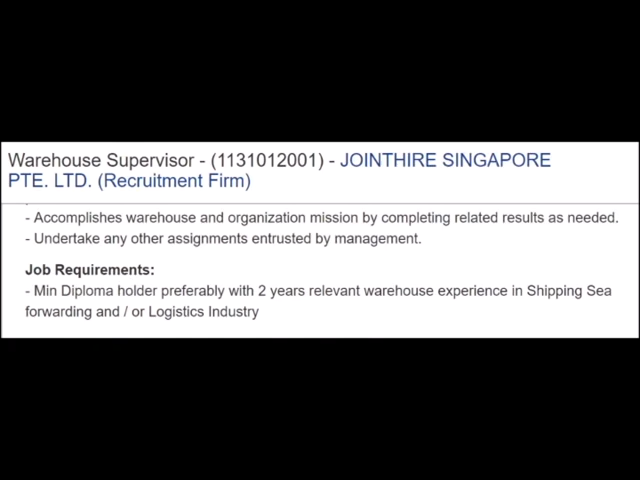 Warehouse Supervisor - (1131012001) - JOINTHIRE SINGAPORE
PTE. LTD. (Recruitment Firm)
- Accomplishes warehouse and organization mission by completing related results as needed.
- Undertake any other assignments entrusted by management.
Job Requirements:
- Min Diploma holder preferably with 2 years relevant warehouse experience in Shipping Sea
forwarding and / or Logistics Industry